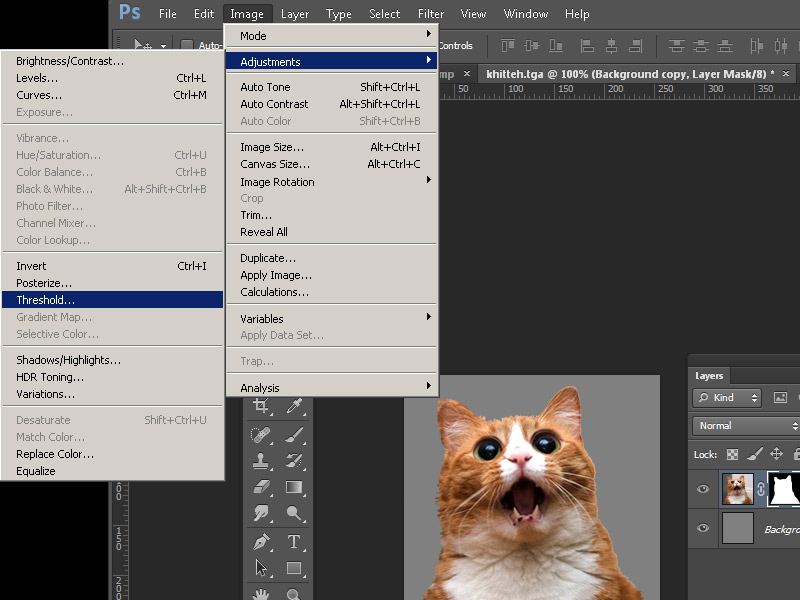 Ps File Edit Image Layer Type Select Filter View Window Help
Auto- Controls
mp × khitteh.tga @ 100% (Background copy, Layer Mask/8) * ×
50 100 150 200 250 300 350
Mode
Adjustments
Auto Tone Shift+Ctrl+L
Auto Contrast Alt+Shift+Ctrl+L
Auto Color Shift+Ctrl+B
Image Size... Alt+Ctrl+I
Canvas Size... Alt+Ctrl+C
Image Rotation
Crop
Trim...
Reveal All
Duplicate...
Apply Image...
Calculations...
Variables
Apply Data Set...
Trap...
Analysis
Brightness/Contrast...
Levels... Ctrl+L
Curves... Ctrl+M
Exposure...
Vibrance...
Hue/Saturation... Ctrl+U
Color Balance... Ctrl+B
Black & White... Alt+Shift+Ctrl+B
Photo Filter...
Channel Mixer...
Color Lookup...
Invert Ctrl+I
Posterize...
Threshold...
Gradient Map...
Selective Color...
Shadows/Highlights...
HDR Toning...
Variations...
Desaturate Shift+Ctrl+U
Match Color...
Replace Color...
Equalize
150
200
T
Layers
Kind
Normal
Lock:
Backgro